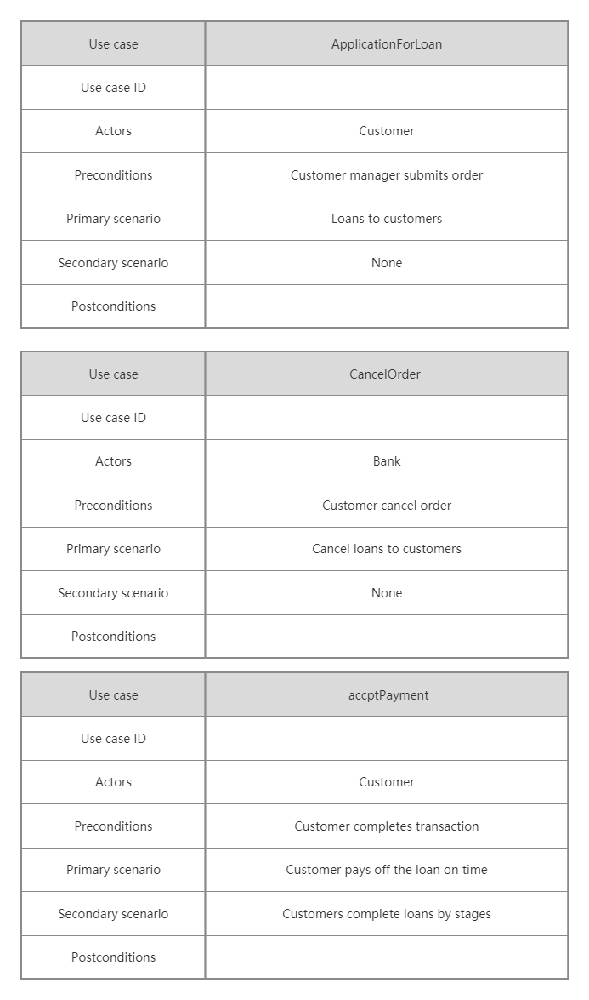 Use case ApplicationForLoan
Use case ID
Actors Customer
Preconditions Customer manager submits order
Primary scenario Loans to customers
Secondary scenario None
Postconditions
Use case CancelOrder
Use case ID
Actors Bank
Preconditions Customer cancel order
Primary scenario Cancel loans to customers
Secondary scenario None
Postconditions
Use case accptPayment
Use case ID
Actors Customer
Preconditions Customer completes transaction
Primary scenario Customer pays off the loan on time
Secondary scenario Customers complete loans by stages
Postconditions